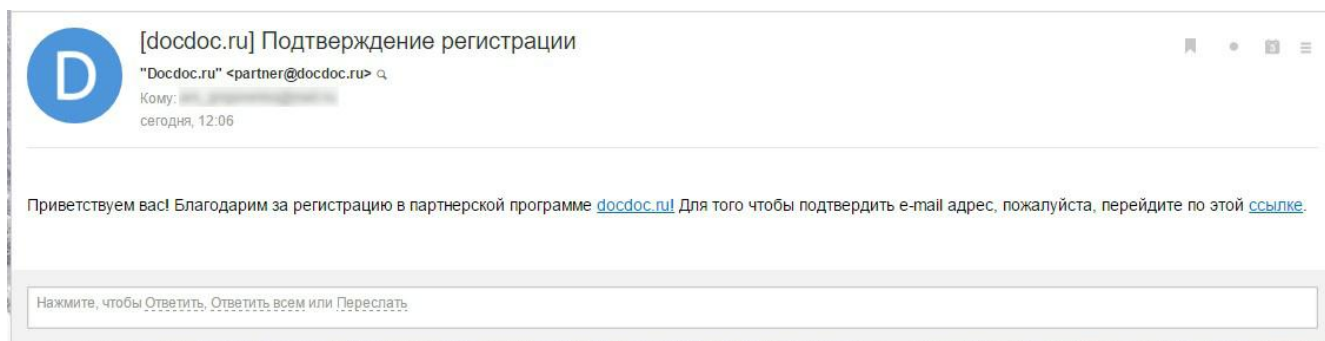 D
[docdoc.ru] Подтверждение регистрации
"Docdoc.ru" <partner@docdoc.ru>
Кому:
сегодня, 12:06
Приветствуем вас! Благодарим за регистрацию в партнерской программе docdoc.ru! Для того чтобы подтвердить e-mail адрес, пожалуйста, перейдите по этой ссылке.
Нажмите, чтобы Ответить, Ответить всем или Переслать